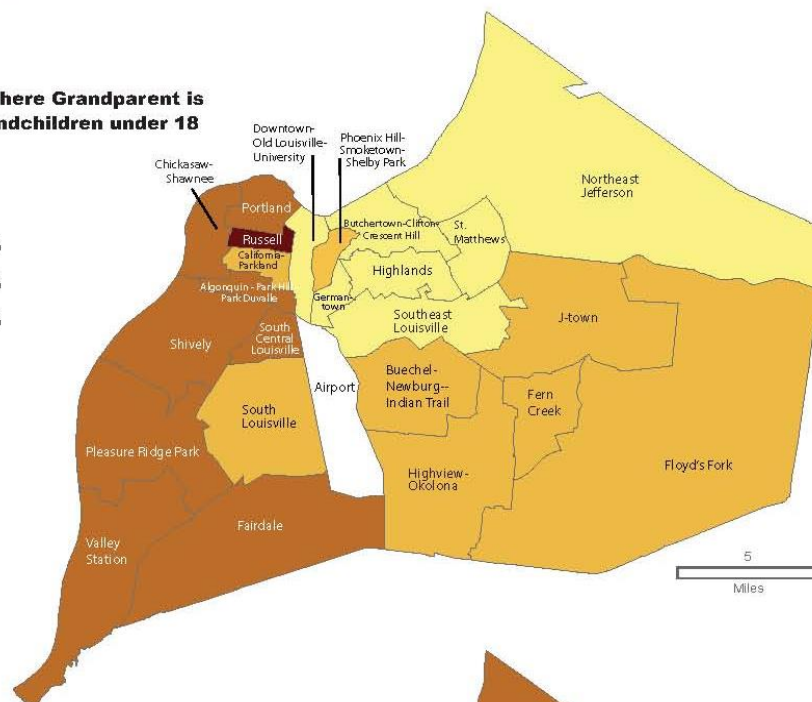 here Grandparent is
ndchildren under 18
Downtown-
Old Louisville-
University
Phoenix Hill-
Smoketown-
Shelby Park
Chickasaw-
Shawnee
Northeast
Jefferson
Portland
Butchertown-Clifton-
Crescent Hill
St.
Matthews
Russell
California-
Parkland
Highlands
Algonquin - Park Hill-
Park Duvalle
German-
town
Southeast
Louisville
J-town
South
Central
Louisville
Shively
Airport
Buechel-
Newburg--
Indian Trail
Fern
Creek
South
Louisville
Pleasure Ridge Park
Highview-
Okolona
Floyd's Fork
Fairdale
Valley
Station
5
Miles